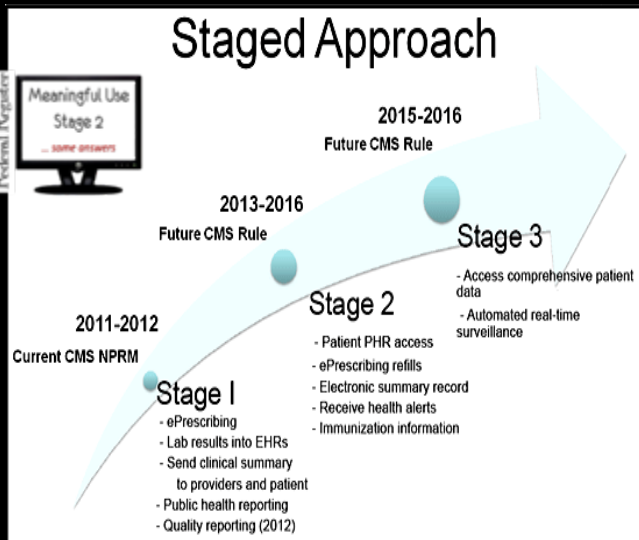 Staged Approach
Federal Register
Meaningful Use
Stage 2
... some answers
2015-2016
Future CMS Rule
2013-2016
Future CMS Rule
2011-2012
Current CMS NPRM
Stage 3
- Access comprehensive patient
data
- Automated real-time
surveillance
Stage 2
- Patient PHR access
- ePrescribing refills
- Electronic summary record
- Receive health alerts
- Immunization information
Stage I
- ePrescribing
- Lab results into EHRs
- Send clinical summary
to providers and patient
- Public health reporting
- Quality reporting (2012)